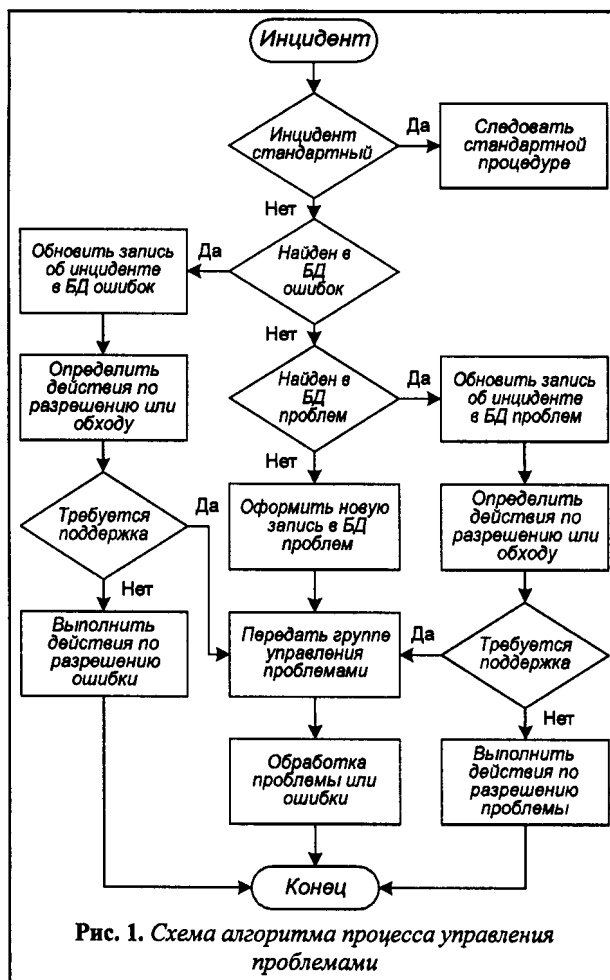 Инцидент
Инцидент
стандартный
Да
Следовать
стандартной
процедуре
Нет
Найден в
БД
ошибок
Да
Обновить запись
об инциденте
в БД ошибок
Нет
Определить
действия по
разрешению или
обходу
Найден в
БД
проблем
Да
Обновить запись
об инциденте
в БД проблем
Нет
Требуется
поддержка
Да
Оформить новую
запись в БД
проблем
Определить
действия по
разрешению или
обходу
Нет
Выполнить
действия по
разрешению
ошибки
Передать группе
управления
проблемами
Да
Требуется
поддержка
Нет
Обработка
проблемы или
ошибки
Выполнить
действия по
разрешению
проблемы
Конец
Рис. 1. Схема алгоритма процесса управления
проблемами